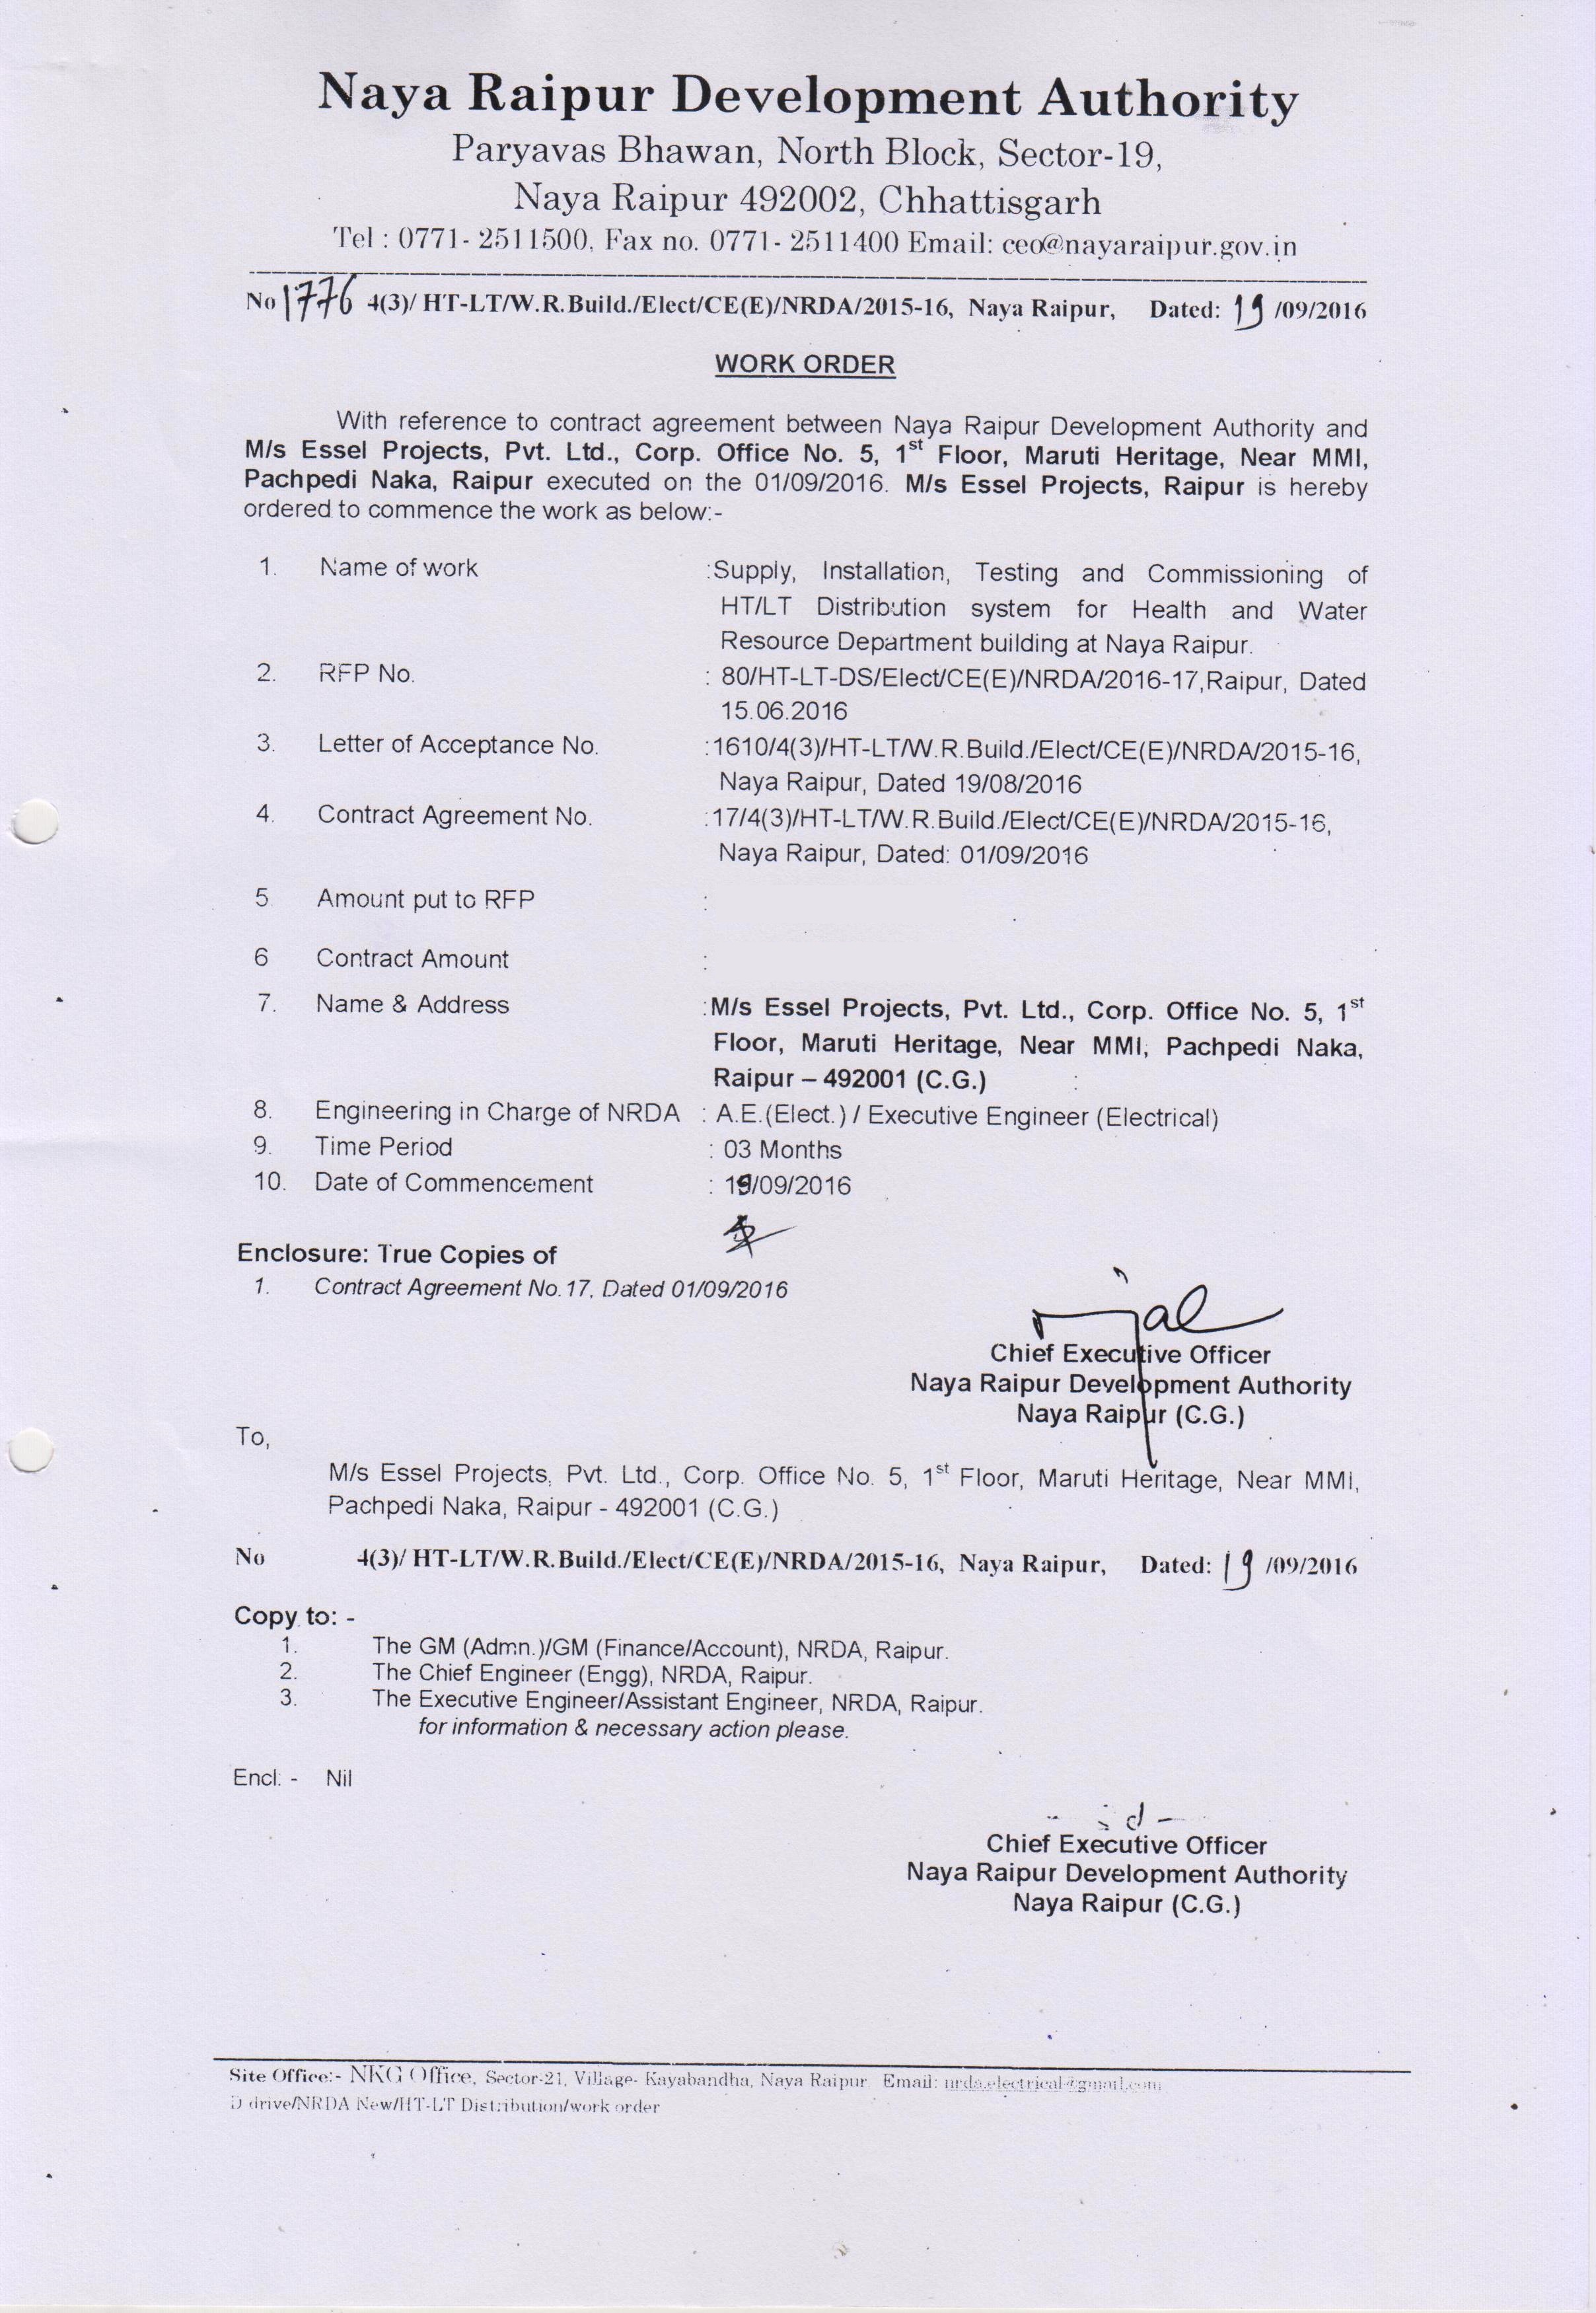 Naya Raipur Development Authority
Paryavas Bhawan, North Block, Sector-19,
Naya Raipur 492002, Chhattisgarh
Tel : 0771- 2511500, Fax no. 0771- 2511400 Email: ceo@nayaraipur.gov.in
No 1776 4(3)/ HT-LT/W.R.Build./Elect/CE(E)/NRDA/2015-16, Naya Raipur, Dated: 19 /09/2016
WORK ORDER
With reference to contract agreement between Naya Raipur Development Authority and
M/s Essel Projects, Pvt. Ltd., Corp. Office No. 5, 1st Floor, Maruti Heritage, Near MMI,
Pachpedi Naka, Raipur executed on the 01/09/2016. M/s Essel Projects, Raipur is hereby
ordered to commence the work as below:-
1. Name of work :Supply, Installation, Testing and Commissioning of
HT/LT Distribution system for Health and Water
Resource Department building at Naya Raipur.
2. RFP No. : 80/HT-LT-DS/Elect/CE(E)/NRDA/2016-17,Raipur, Dated
15.06.2016
3. Letter of Acceptance No. :1610/4(3)/HT-LT/W.R.Build./Elect/CE(E)/NRDA/2015-16,
Naya Raipur, Dated 19/08/2016
4. Contract Agreement No. :17/4(3)/HT-LT/W.R.Build./Elect/CE(E)/NRDA/2015-16,
Naya Raipur, Dated: 01/09/2016
5 Amount put to RFP :
6 Contract Amount :
7. Name & Address :M/s Essel Projects, Pvt. Ltd., Corp. Office No. 5, 1st
Floor, Maruti Heritage, Near MMI, Pachpedi Naka,
Raipur – 492001 (C.G.)
8. Engineering in Charge of NRDA : A.E.(Elect.) / Executive Engineer (Electrical)
9. Time Period : 03 Months
10. Date of Commencement : 19/09/2016
Enclosure: True Copies of
1. Contract Agreement No.17, Dated 01/09/2016
Chief Executive Officer
Naya Raipur Development Authority
Naya Raipur (C.G.)
To,
M/s Essel Projects, Pvt. Ltd., Corp. Office No. 5, 1st Floor, Maruti Heritage, Near MMI,
Pachpedi Naka, Raipur - 492001 (C.G.)
No 4(3)/ HT-LT/W.R.Build./Elect/CE(E)/NRDA/2015-16, Naya Raipur, Dated: 19 /09/2016
Copy to: -
1. The GM (Admn.)/GM (Finance/Account), NRDA, Raipur.
2. The Chief Engineer (Engg), NRDA, Raipur.
3. The Executive Engineer/Assistant Engineer, NRDA, Raipur.
for information & necessary action please.
Encl: - Nil
Chief Executive Officer
Naya Raipur Development Authority
Naya Raipur (C.G.)
Site Office:- NKG Office, Sector-21, Village- Kayabandha, Naya Raipur Email: nrda.electrical@gmail.com
D drive/NRDA New/HT-LT Distribution/work order